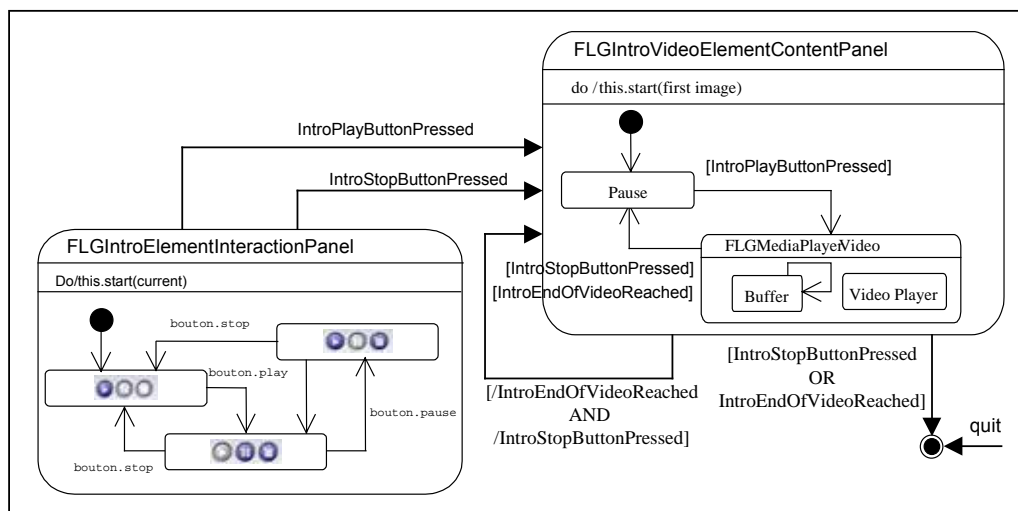 FLGIntroVideoElementContentPanel
do /this.start(first image)
IntroPlayButtonPressed
[IntroPlayButtonPressed]
IntroStopButtonPressed
Pause
FLGIntroElementInteractionPanel
FLGMediaPlayerVideo
Do/this.start(current)
[IntroStopButtonPressed]
[IntroEndOfVideoReached]
Buffer
Video Player
bouton.stop
bouton.play
bouton.pause
bouton.stop
[/IntroEndOfVideoReached
AND
/IntroStopButtonPressed]
[IntroStopButtonPressed
OR
IntroEndOfVideoReached]
quit